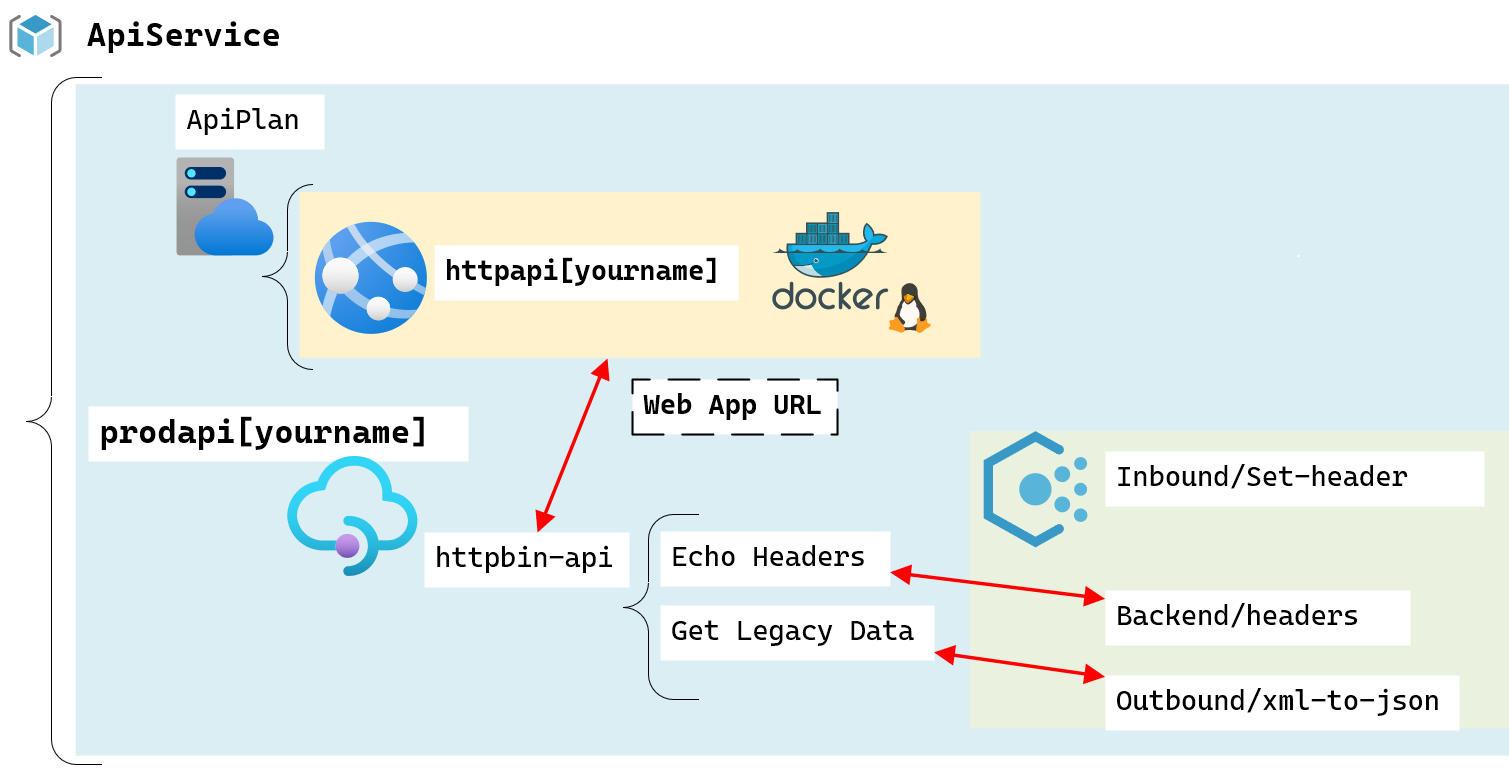 ApiService
ApiPlan
httpapi[yourname]
docker
Web App URL
prodapi[yourname]
httpbin-api
Echo Headers
Get Legacy Data
Inbound/Set-header
Backend/headers
Outbound/xml-to-json